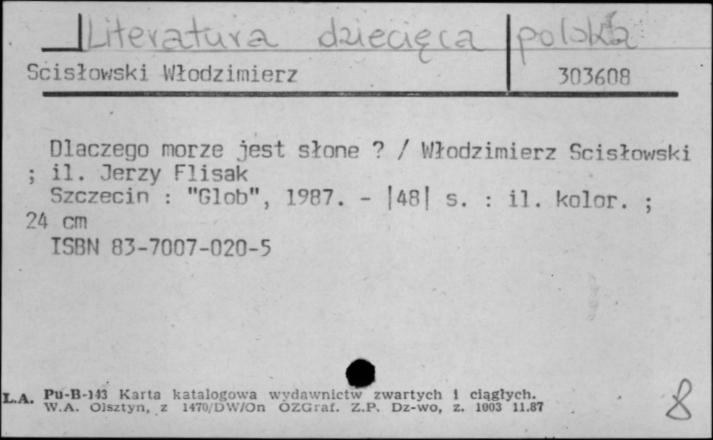 Literatura dziecięca polska
Scisłowski Włodzimierz 303608
Dlaczego morze jest słone ? / Włodzimierz Scisłowski
; il. Jerzy Flisak
Szczecin : "Glob", 1987. - |48| s. : il. kolor. ;
24 cm
ISBN 83-7007-020-5
L.A. Pu-B-143 Karta katalogowa wydawnictw zwartych i ciągłych.
W.A. Olsztyn, z 1470/DW/On OZGraf. Z.P. Dz-wo, z. 1003 11.87
8